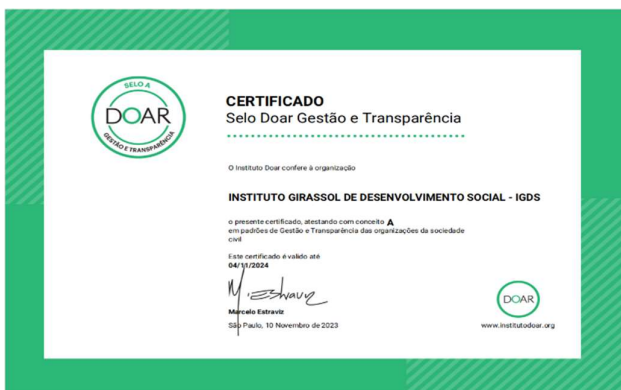 SELO A
DOAR
GESTÃO E TRANSPARÊNCIA
CERTIFICADO
Selo Doar Gestão e Transparência
O Instituto Doar confere à organização
INSTITUTO GIRASSOL DE DESENVOLVIMENTO SOCIAL - IGDS
o presente certificado, atestando com conceito A
em padrões de Gestão e Transparência das organizações da sociedade
civil
Este certificado é valido até
04/11/2024
M. Estraviz
Marcelo Estraviz
São Paulo, 10 Novembro de 2023
DOAR
www.institutodoar.org